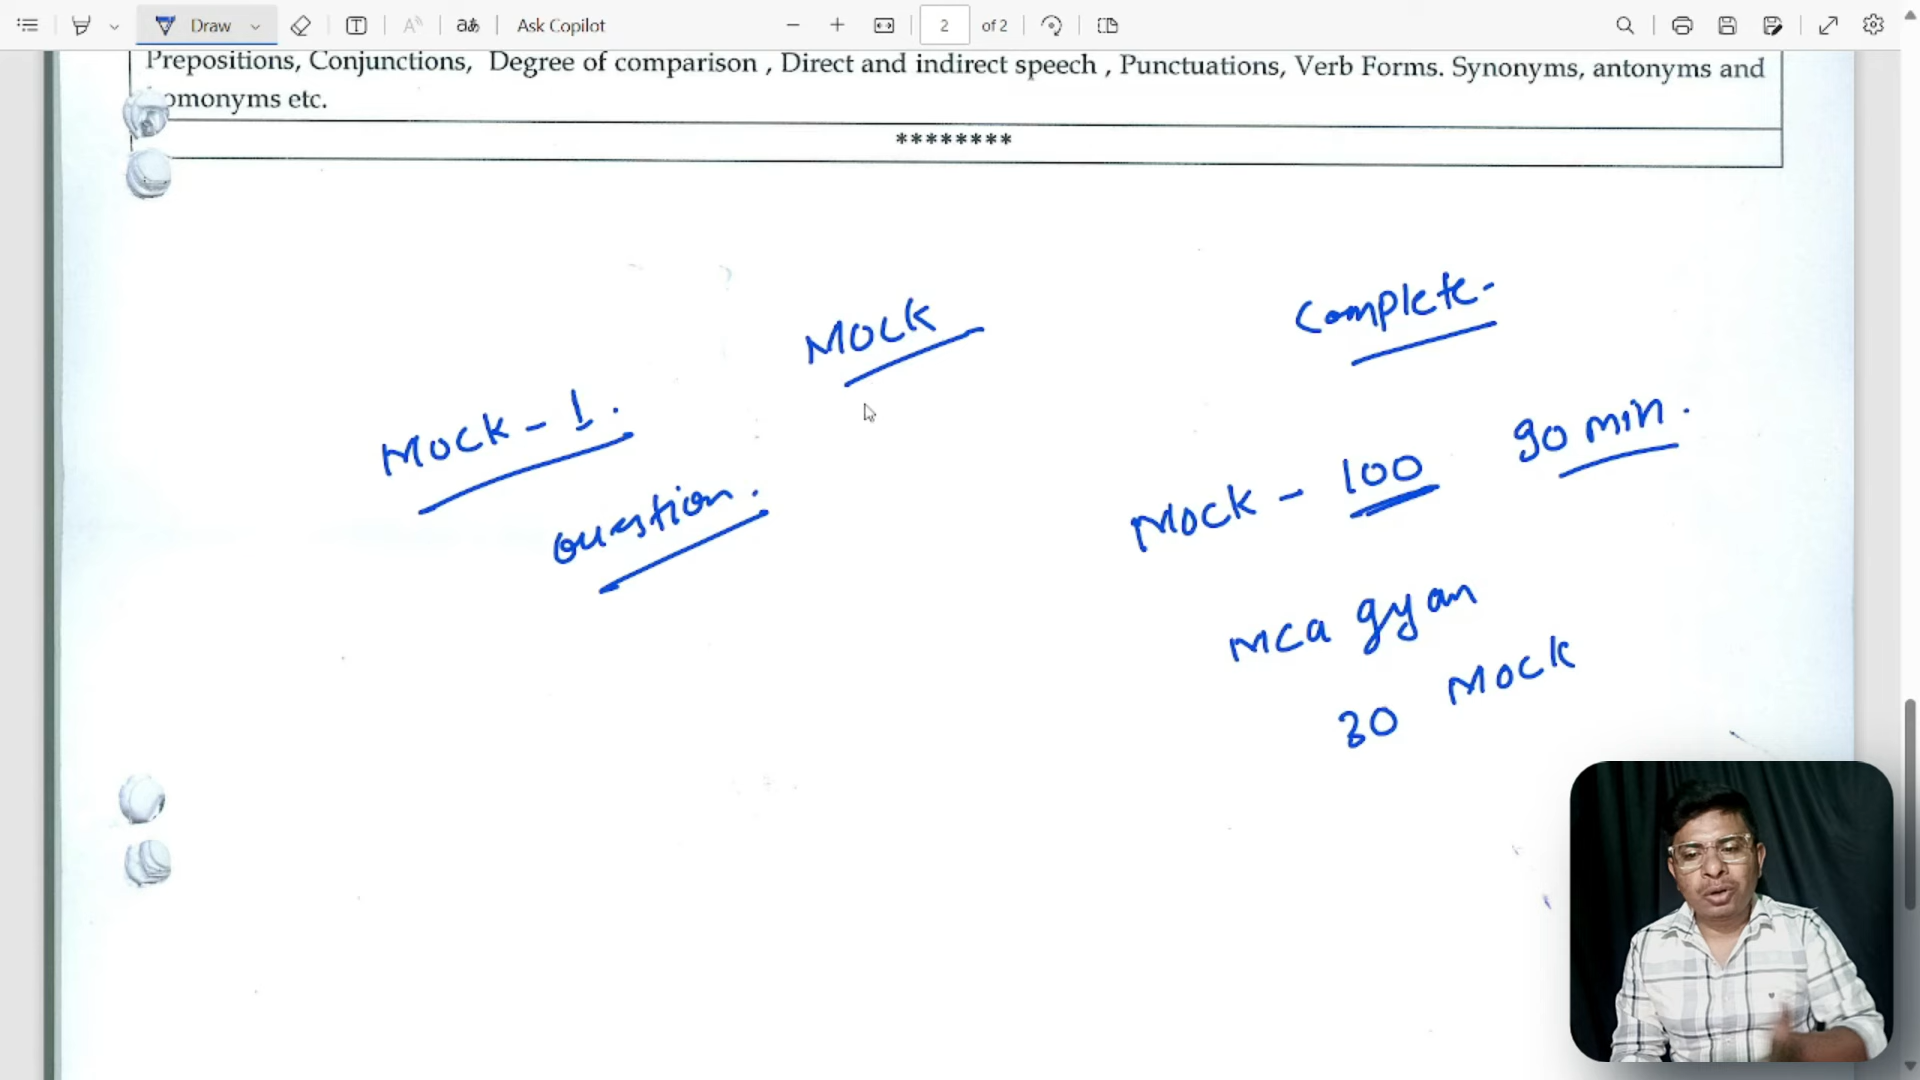 Draw
Ask Copilot
2 of 2
Prepositions, Conjunctions, Degree of comparison , Direct and indirect speech , Punctuations, Verb Forms. Synonyms, antonyms and
omonyms etc.
********
Complete-
Mock
Mock - 1.
Question.
Mock - 100 90 min.
mca gyan
30 Mock